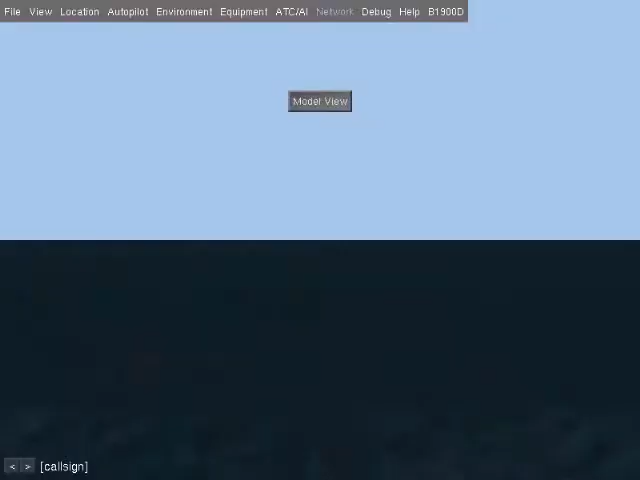 File View Location Autopilot Environment Equipment ATC/AI Network Debug Help B1900D
Model View
< > [callsign]